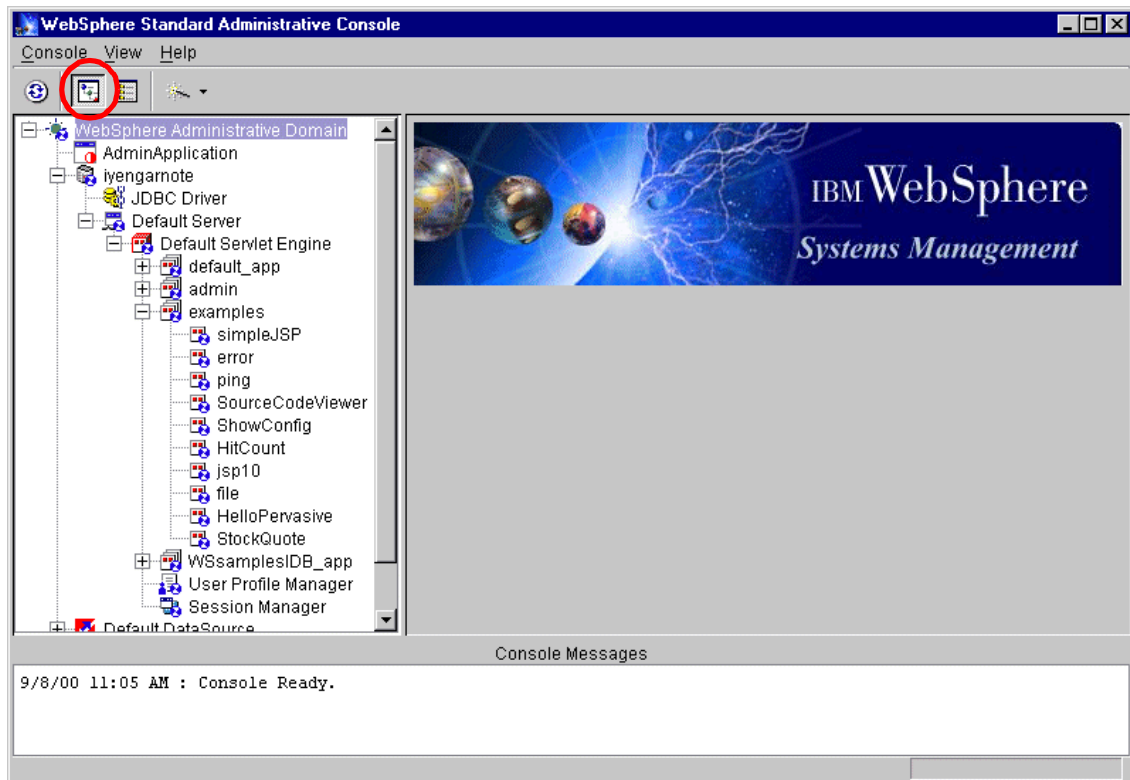 WebSphere Standard Administrative Console
Console View Help
WebSphere Administrative Domain
AdminApplication
iyengarnote
JDBC Driver
Default Server
Default Servlet Engine
default_app
admin
examples
simpleJSP
error
ping
SourceCodeViewer
ShowConfig
HitCount
jsp10
file
HelloPervasive
StockQuote
WSsamplesIDB_app
User Profile Manager
Session Manager
Default DataSource
IBM WebSphere
Systems Management
Console Messages
9/8/00 11:05 AM : Console Ready.